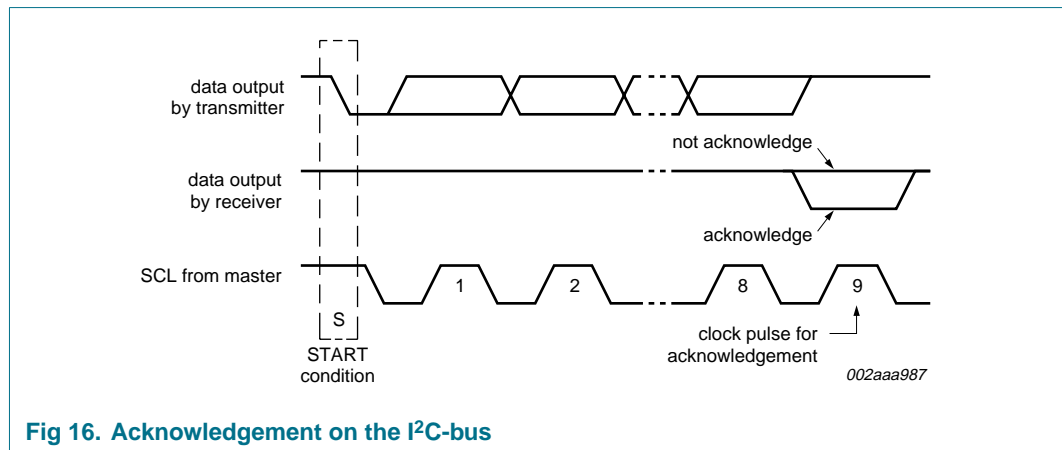 data output
by transmitter
not acknowledge
data output
by receiver
acknowledge
SCL from master
1
2
8
9
S
START
condition
clock pulse for
acknowledgement
002aaa987
Fig 16. Acknowledgement on the I²C-bus